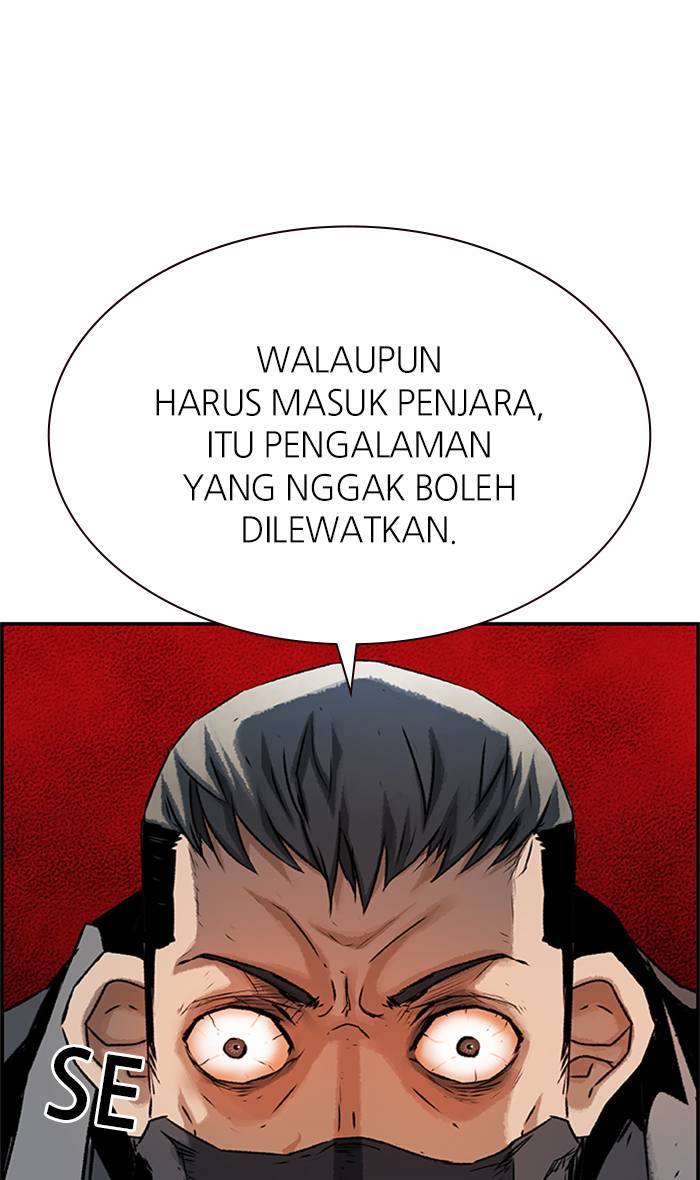 WALAUPUN
HARUS MASUK PENJARA,
ITU PENGALAMAN
YANG NGGAK BOLEH
DILEWATKAN.
SE